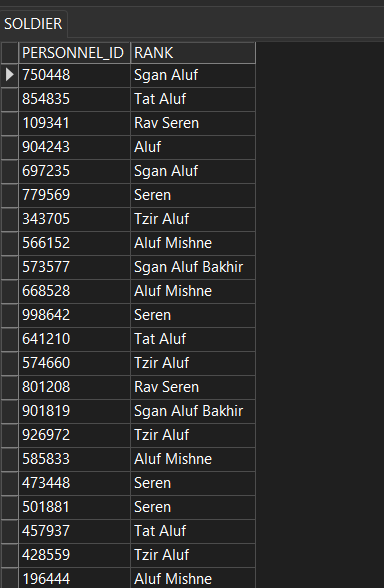 SOLDIER
PERSONNEL_ID RANK
750448 Sgan Aluf
854835 Tat Aluf
109341 Rav Seren
904243 Aluf
697235 Sgan Aluf
779569 Seren
343705 Tzir Aluf
566152 Aluf Mishne
573577 Sgan Aluf Bakhir
668528 Aluf Mishne
998642 Seren
641210 Tat Aluf
574660 Tzir Aluf
801208 Rav Seren
901819 Sgan Aluf Bakhir
926972 Tzir Aluf
585833 Aluf Mishne
473448 Seren
501881 Seren
457937 Tat Aluf
428559 Tzir Aluf
196444 Aluf Mishne